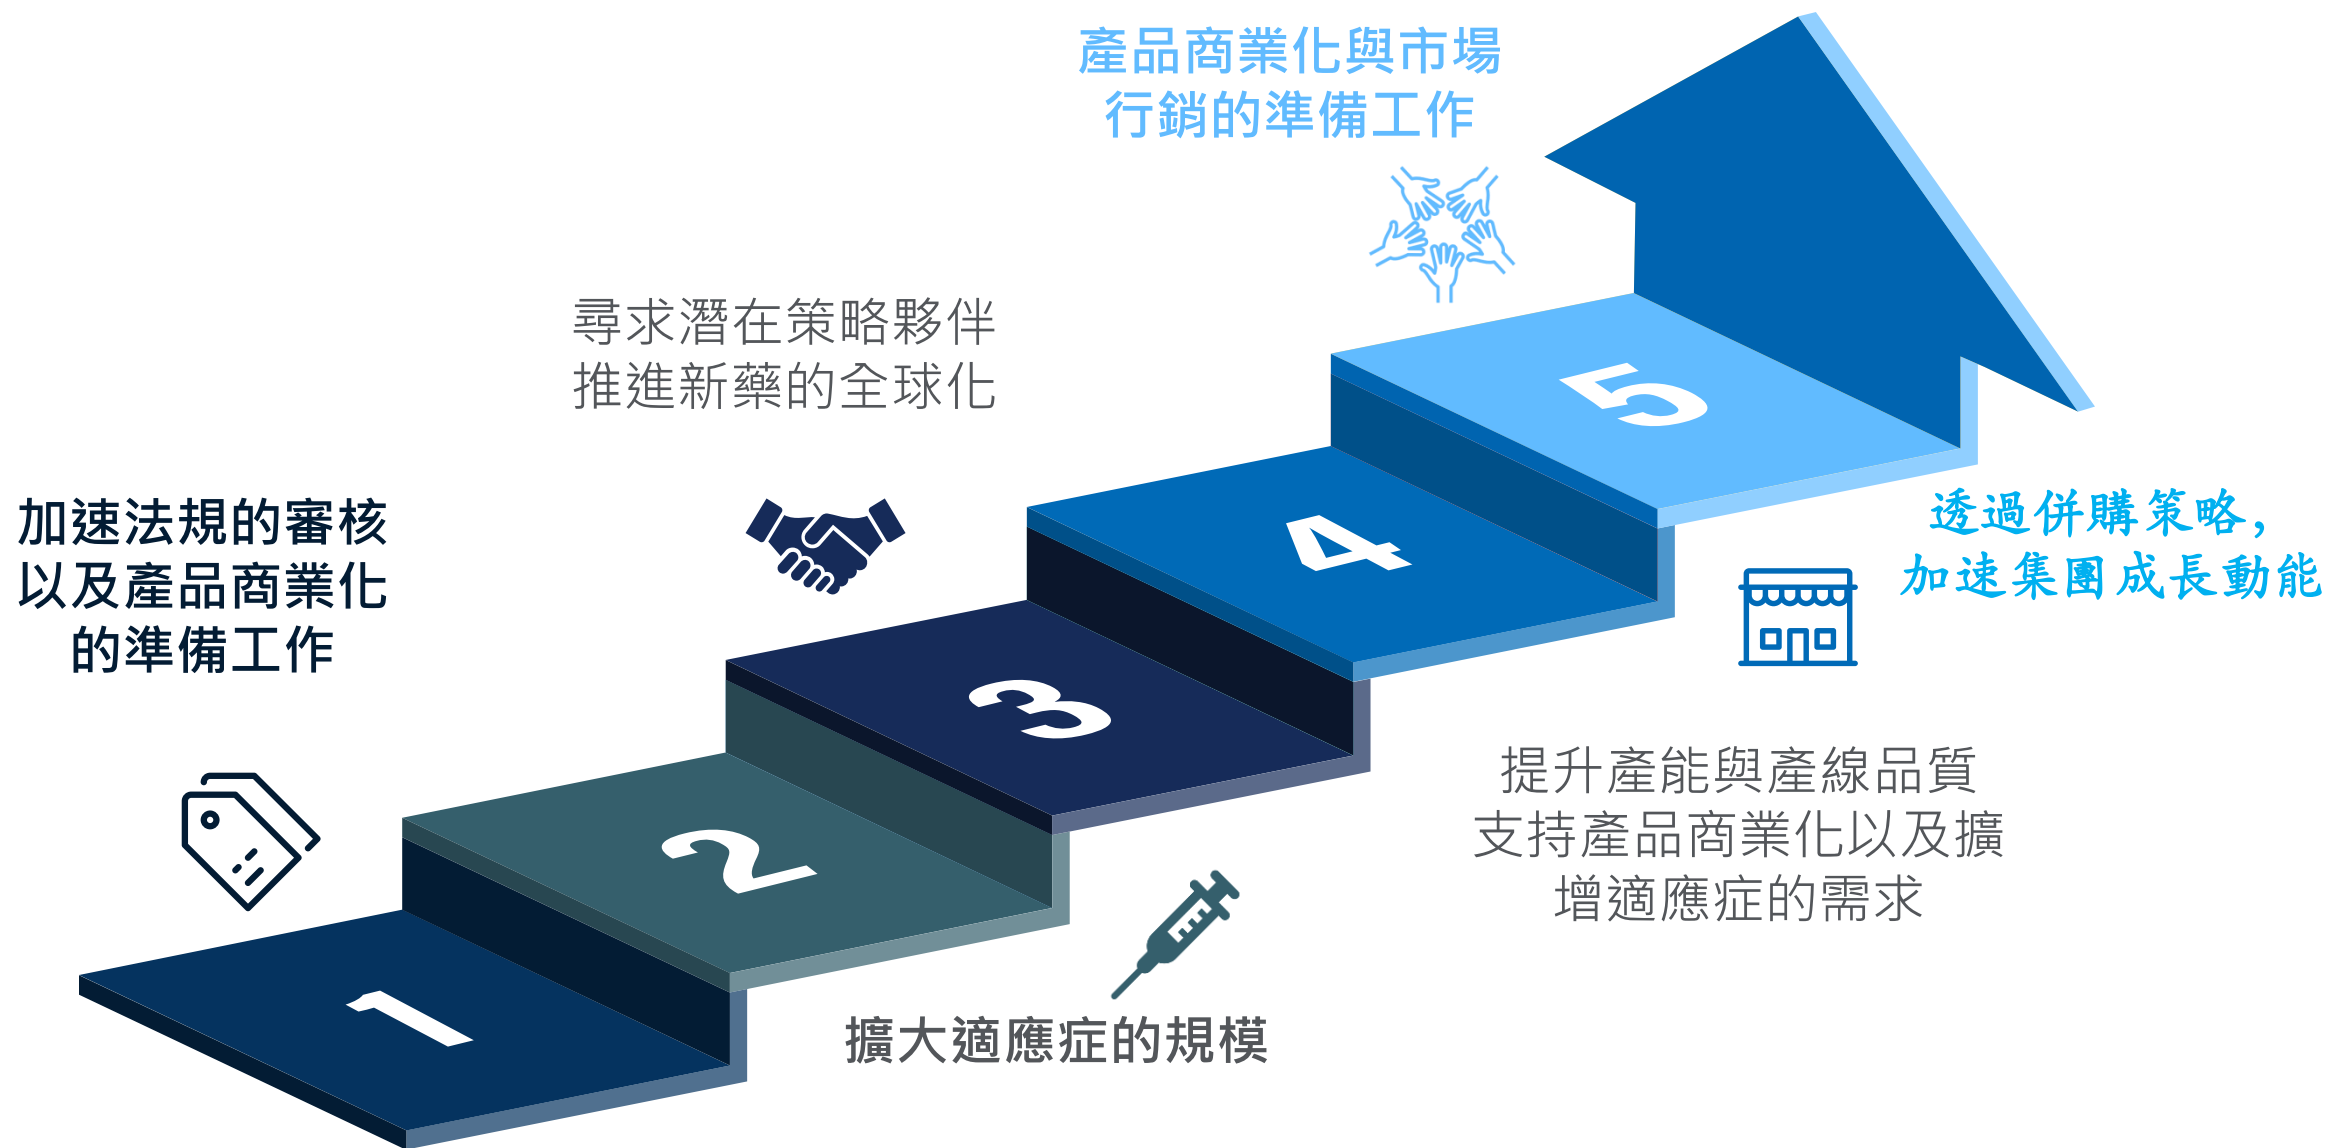 產品商業化與市場
行銷的準備工作
尋求潛在策略夥伴
推進新藥的全球化
加速法規的審核
以及產品商業化
的準備工作
透過併購策略,
加速集團成長動能
提升產能與產線品質
支持產品商業化以及擴
增適應症的需求
擴大適應症的規模
1
2
3
4
5